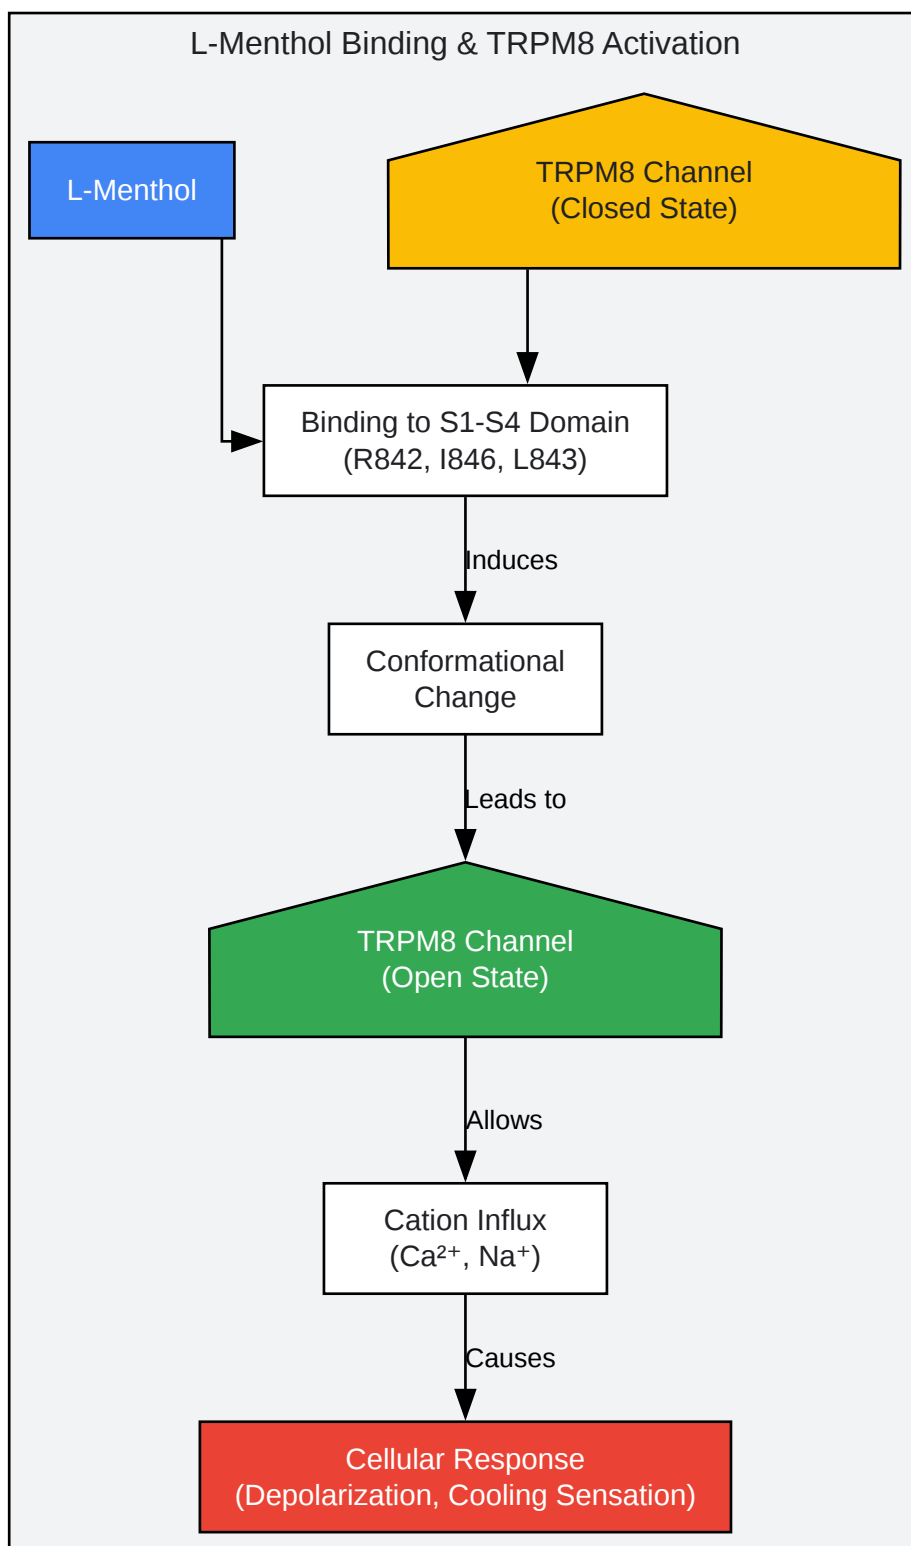 L-Menthol Binding & TRPM8 Activation
L-Menthol
TRPM8 Channel
(Closed State)
Binding to S1-S4 Domain
(R842, I846, L843)
Induces
Conformational
Change
Leads to
TRPM8 Channel
(Open State)
Allows
Cation Influx
(Ca²⁺, Na⁺)
Causes
Cellular Response
(Depolarization, Cooling Sensation)